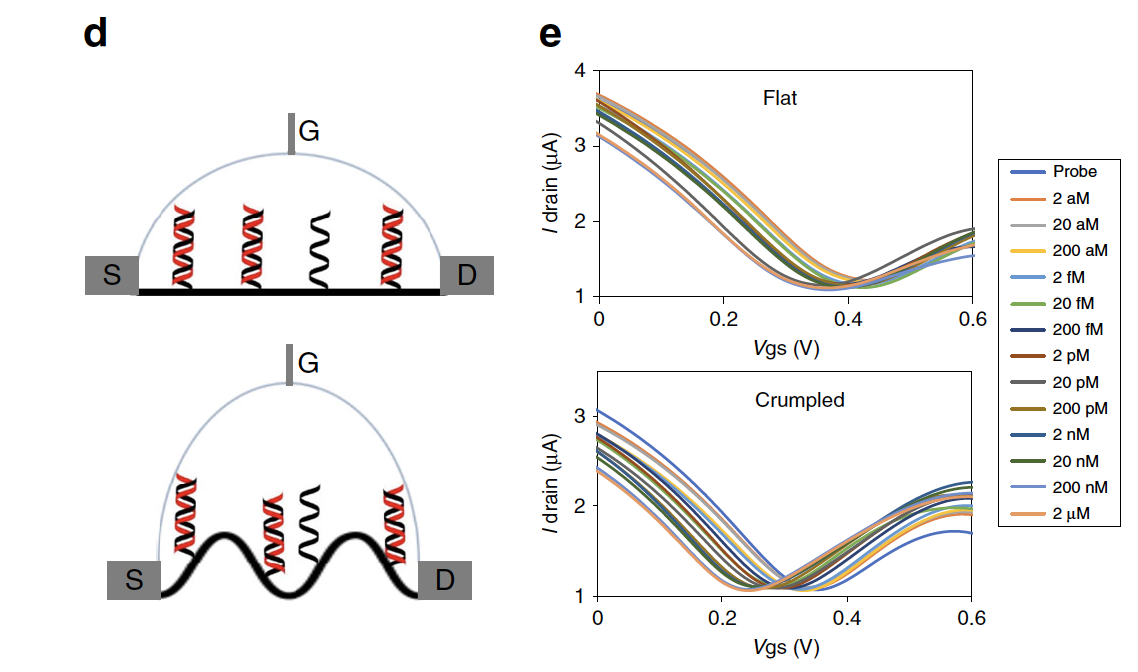 d
G
S
D
G
S
D
e
4
3
2
1
I drain (µA)
Flat
0
0.2
0.4
0.6
Vgs (V)
3
2
1
I drain (µA)
Crumpled
0
0.2
0.4
0.6
Vgs (V)
Probe
2 aM
20 aM
200 aM
2 fM
20 fM
200 fM
2 pM
20 pM
200 pM
2 nM
20 nM
200 nM
2 µM